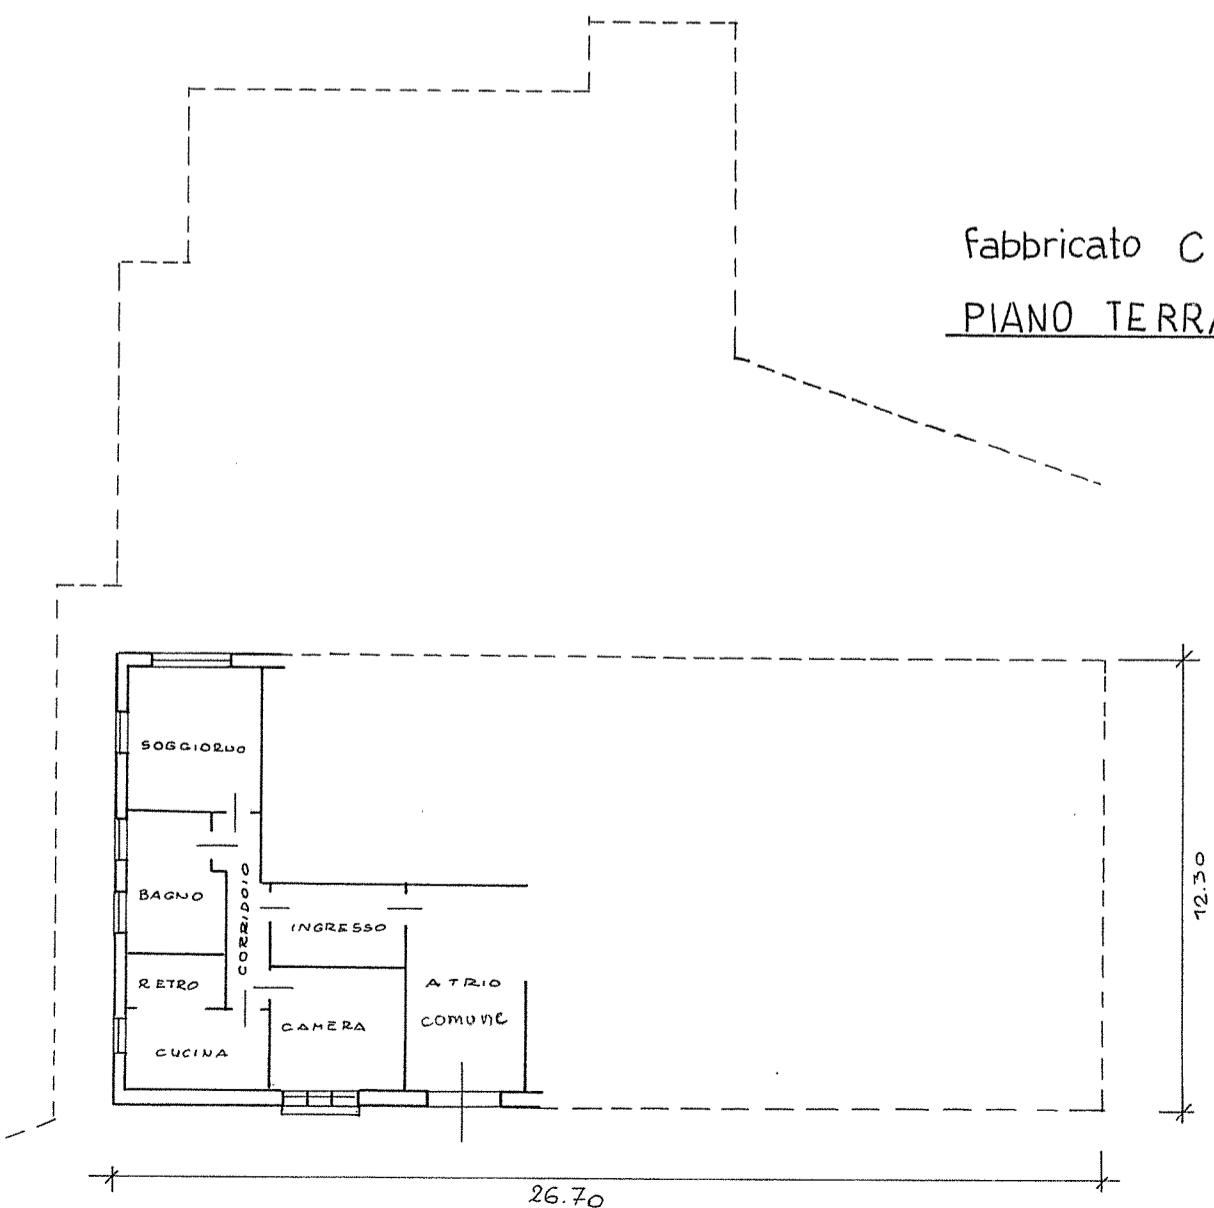 fabbricato C
PIANO TERRA
SOGGIORNO
BAGNO
CORRIDOIO
INGRESSO
RETRO
ATRIO
comune
CAMERA
CUCINA
12.30
26.70